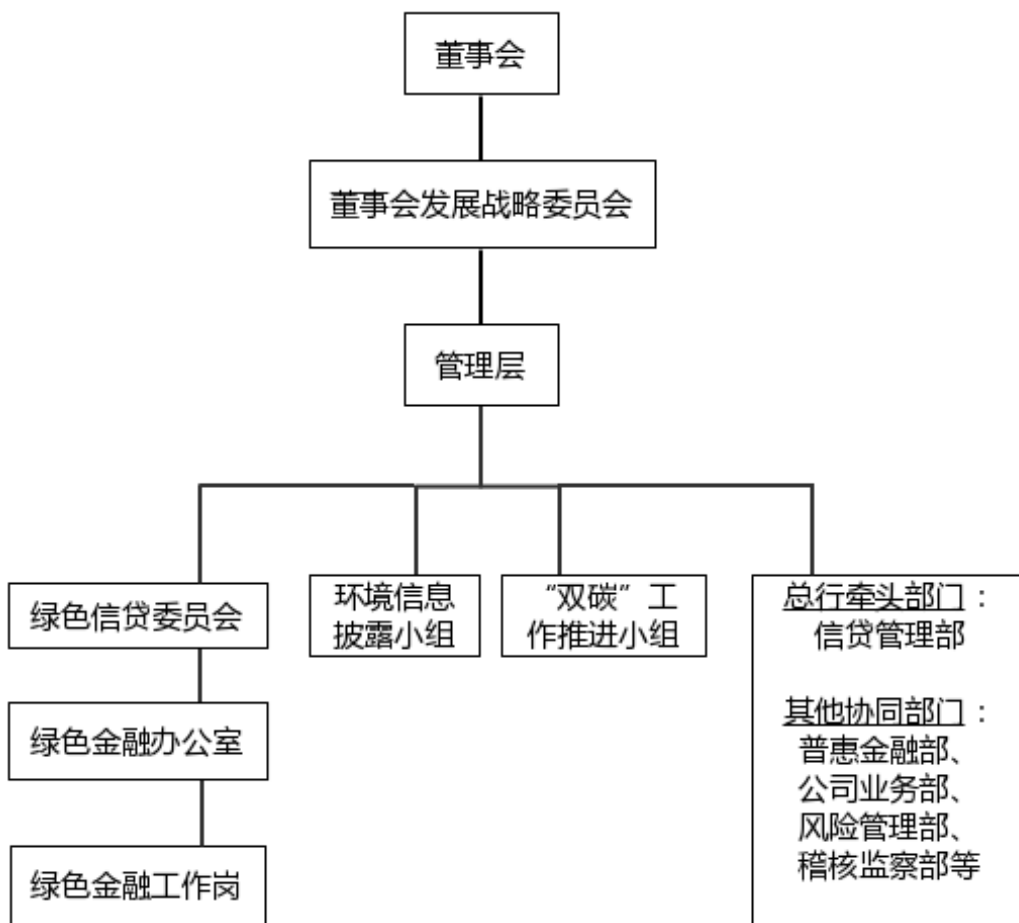 董事会
董事会发展战略委员会
管理层
绿色信贷委员会
绿色金融办公室
绿色金融工作岗
环境信息
披露小组
“双碳”工
作推进小组
总行牵头部门：
信贷管理部
其他协同部门：
普惠金融部、
公司业务部、
风险管理部、
稽核监察部等